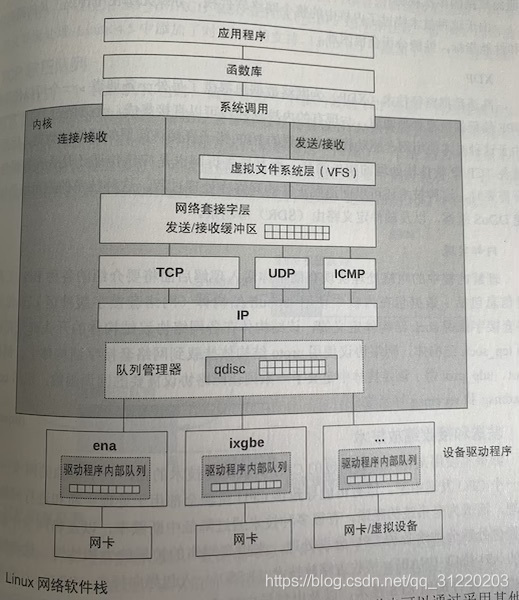 应用程序
函数库
系统调用
内核
连接/接收
发送/接收
虚拟文件系统层(VFS)
网络套接字层
发送/接收缓冲区
TCP UDP ICMP
IP
队列管理器 qdisc
ena ixgbe ...
设备驱动程序
驱动程序内部队列 驱动程序内部队列 驱动程序内部队列
网卡 网卡 网卡/虚拟设备
Linux 网络软件栈
https://blog.csdn.net/qq_31220203